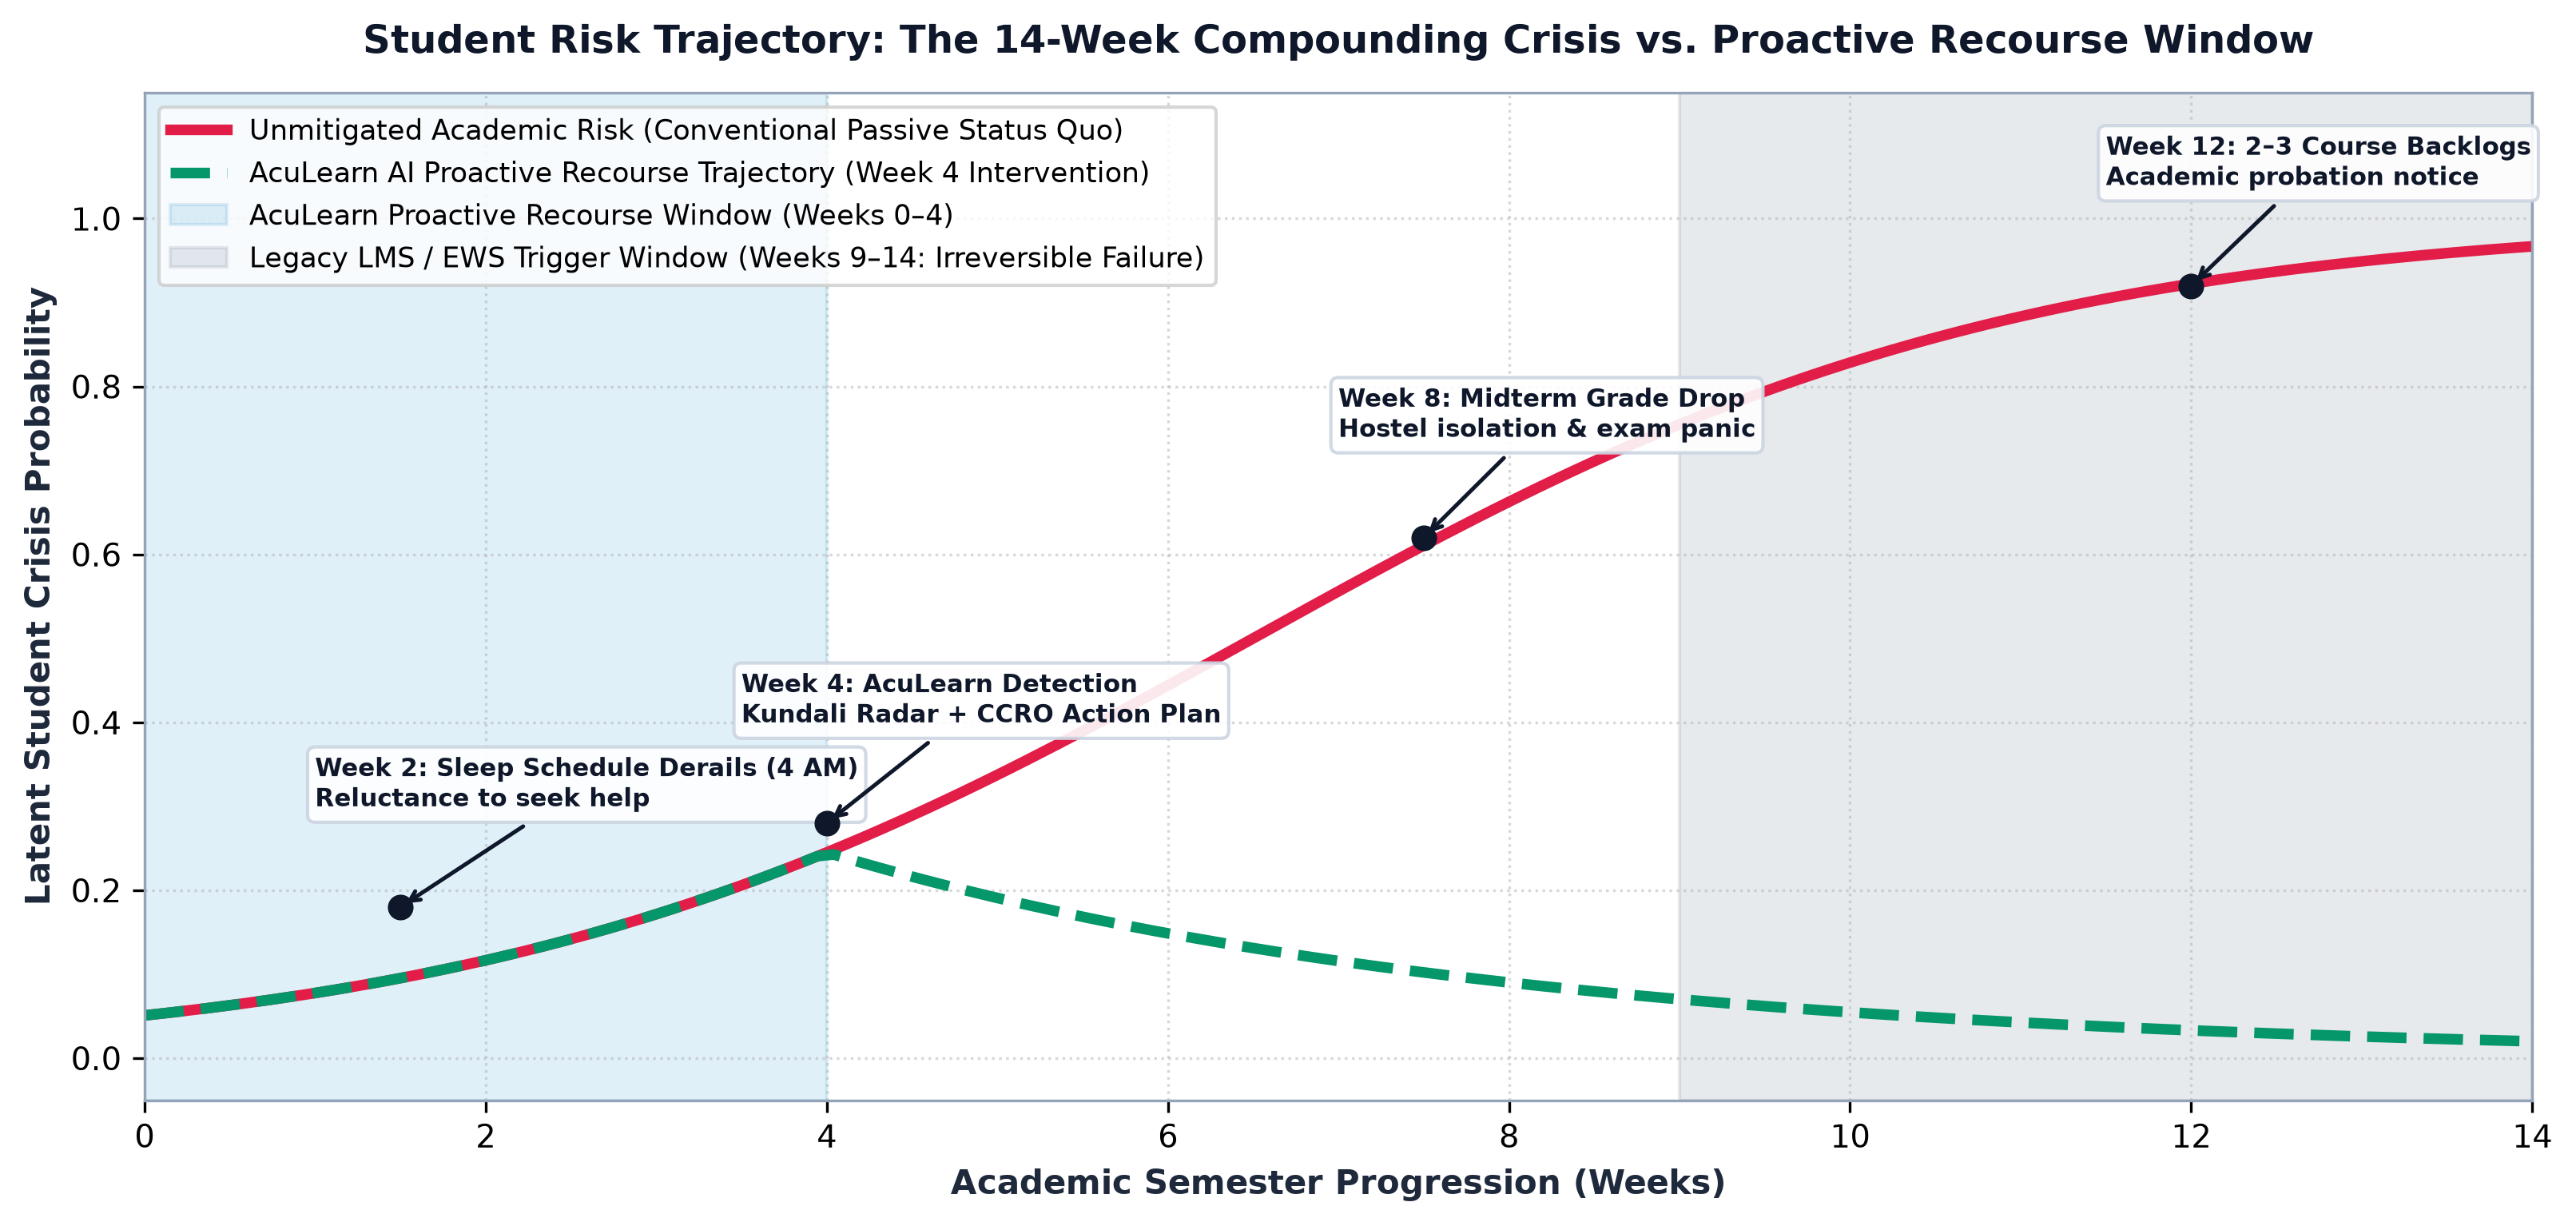 Student Risk Trajectory: The 14-Week Compounding Crisis vs. Proactive Recourse Window
Unmitigated Academic Risk (Conventional Passive Status Quo)
AcuLearn AI Proactive Recourse Trajectory (Week 4 Intervention)
AcuLearn Proactive Recourse Window (Weeks 0–4)
Legacy LMS / EWS Trigger Window (Weeks 9–14: Irreversible Failure)
Week 12: 2–3 Course Backlogs
Academic probation notice
Week 8: Midterm Grade Drop
Hostel isolation & exam panic
Week 4: AcuLearn Detection
Kundali Radar + CCRO Action Plan
Week 2: Sleep Schedule Derails (4 AM)
Reluctance to seek help
Latent Student Crisis Probability
1.0
0.8
0.6
0.4
0.2
0.0
0 2 4 6 8 10 12 14
Academic Semester Progression (Weeks)